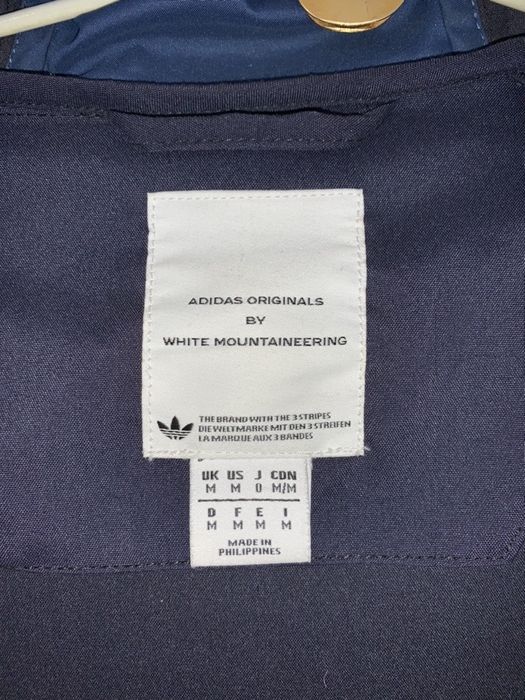 ADIDAS ORIGINALS
BY
WHITE MOUNTAINEERING
THE BRAND WITH THE 3 STRIPES
DIE WELTMARKE MIT DEN 3 STREIFEN
LA MARQUE AUX 3 BANDES
UK US J CDN
M M O M/M
D F E I
M M M M
MADE IN
PHILIPPINES